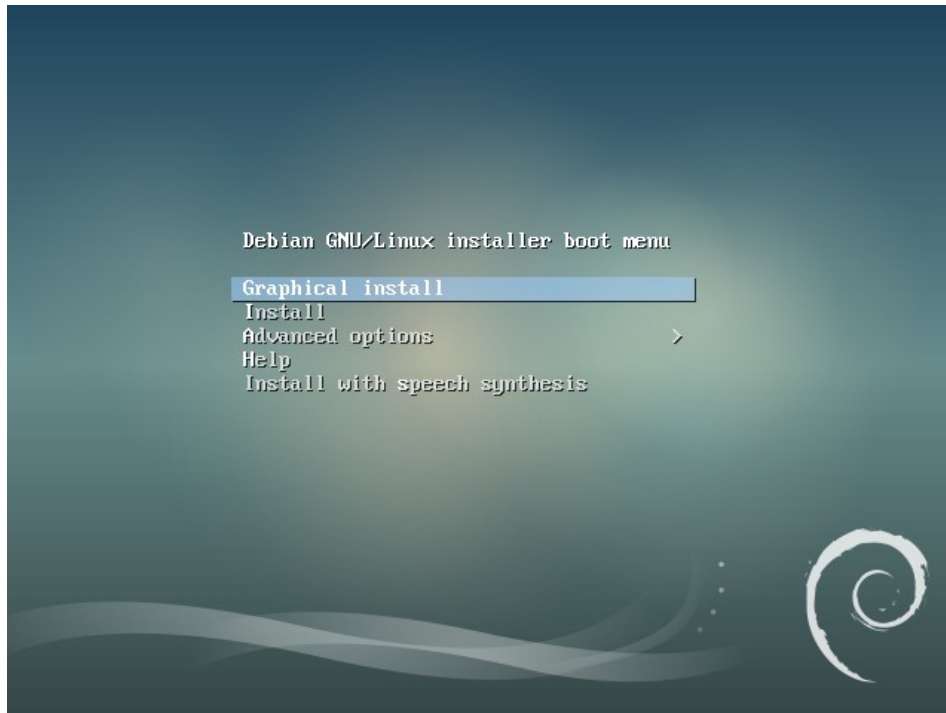 Debian GNU/Linux installer boot menu
Graphical install
Install
Advanced options >
Help
Install with speech synthesis